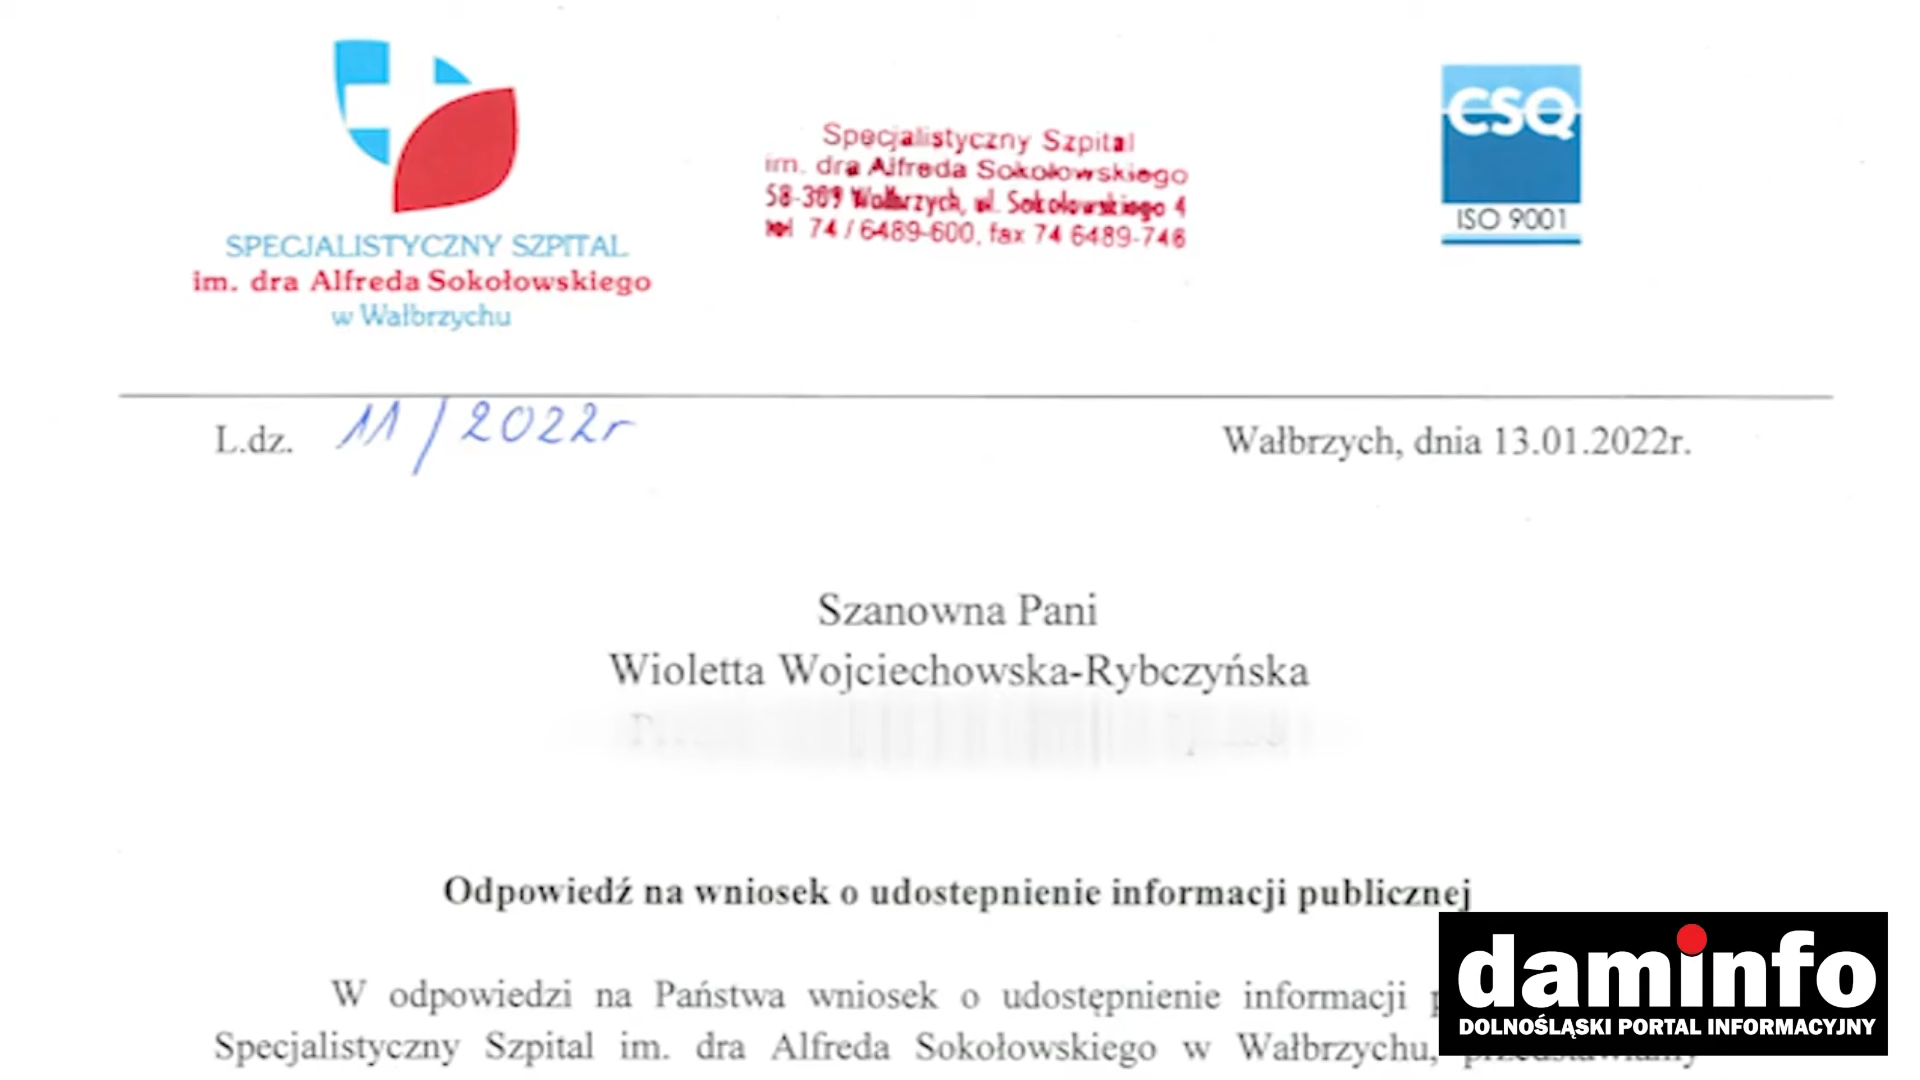 SPECJALISTYCZNY SZPITAL
im. dra Alfreda Sokołowskiego
w Wałbrzychu
Specjalistyczny Szpital
im. dra Alfreda Sokołowskiego
58-309 Wałbrzych, ul. Sokołowskiego 4
tel 74 / 6489-600, fax 74 6489-746
CSQ
ISO 9001
L.dz. 11/2022r
Wałbrzych, dnia 13.01.2022r.
Szanowna Pani
Wioletta Wojciechowska-Rybczyńska
Odpowiedź na wniosek o udostepnienie informacji publicznej
W odpowiedzi na Państwa wniosek o udostępnienie informacji
Specjalistyczny Szpital im. dra Alfreda Sokołowskiego w Wałbrzychu, przedstawiamy
daminfo
DOLNOŚLĄSKI PORTAL INFORMACYJNY